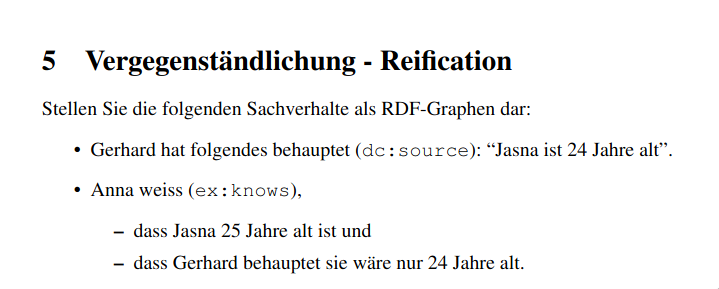 5 Vergegenständlichung - Reification
Stellen Sie die folgenden Sachverhalte als RDF-Graphen dar:
• Gerhard hat folgendes behauptet (dc:source): “Jasna ist 24 Jahre alt”.
• Anna weiss (ex:knows),
– dass Jasna 25 Jahre alt ist und
– dass Gerhard behauptet sie wäre nur 24 Jahre alt.